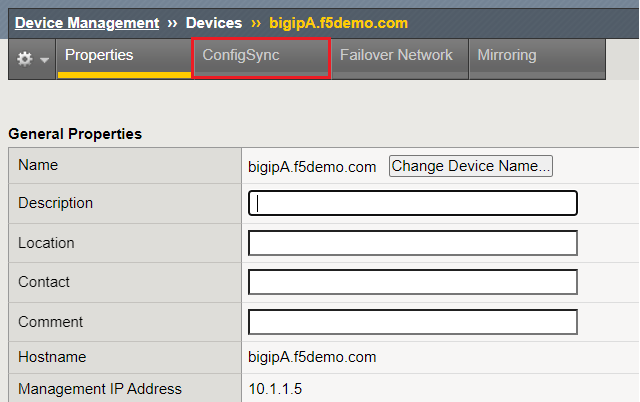 Device Management ›› Devices ›› bigipA.f5demo.com
Properties ConfigSync Failover Network Mirroring
General Properties
Name bigipA.f5demo.com Change Device Name...
Description
Location
Contact
Comment
Hostname bigipA.f5demo.com
Management IP Address 10.1.1.5